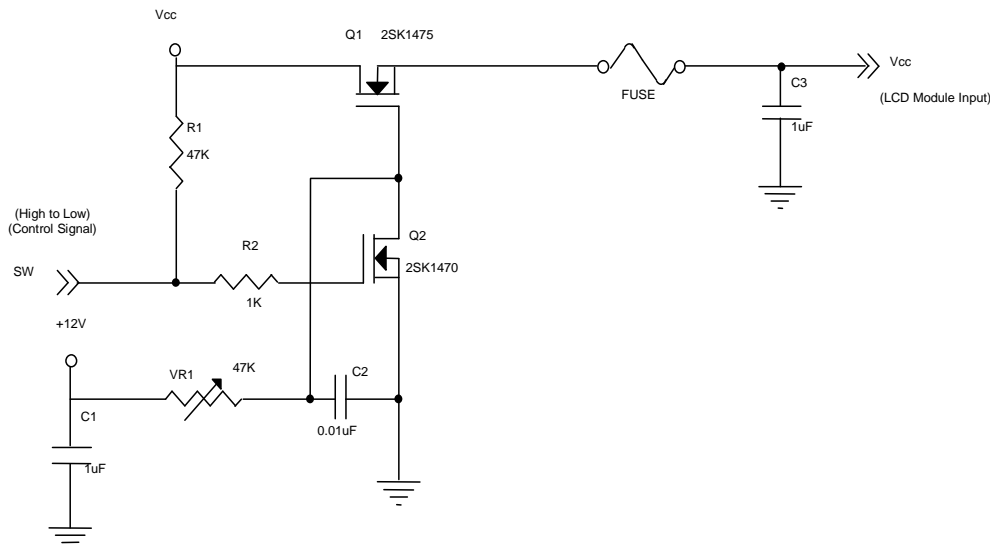 Vcc
Q1 2SK1475
FUSE
C3
1uF
Vcc
(LCD Module Input)
R1
47K
(High to Low)
(Control Signal)
SW
R2
1K
Q2
2SK1470
+12V
VR1
47K
C2
0.01uF
C1
1uF